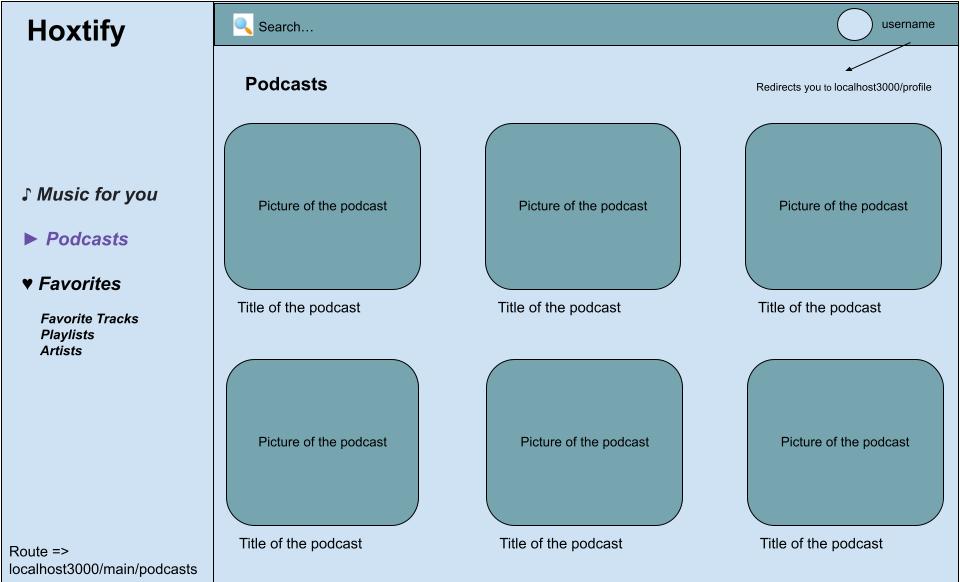 Hoxtify
Search…
username
Podcasts
Redirects you to localhost3000/profile
♪ Music for you
► Podcasts
♥ Favorites
Favorite Tracks
Playlists
Artists
Picture of the podcast
Picture of the podcast
Picture of the podcast
Title of the podcast
Title of the podcast
Title of the podcast
Picture of the podcast
Picture of the podcast
Picture of the podcast
Title of the podcast
Title of the podcast
Title of the podcast
Route =>
localhost3000/main/podcasts